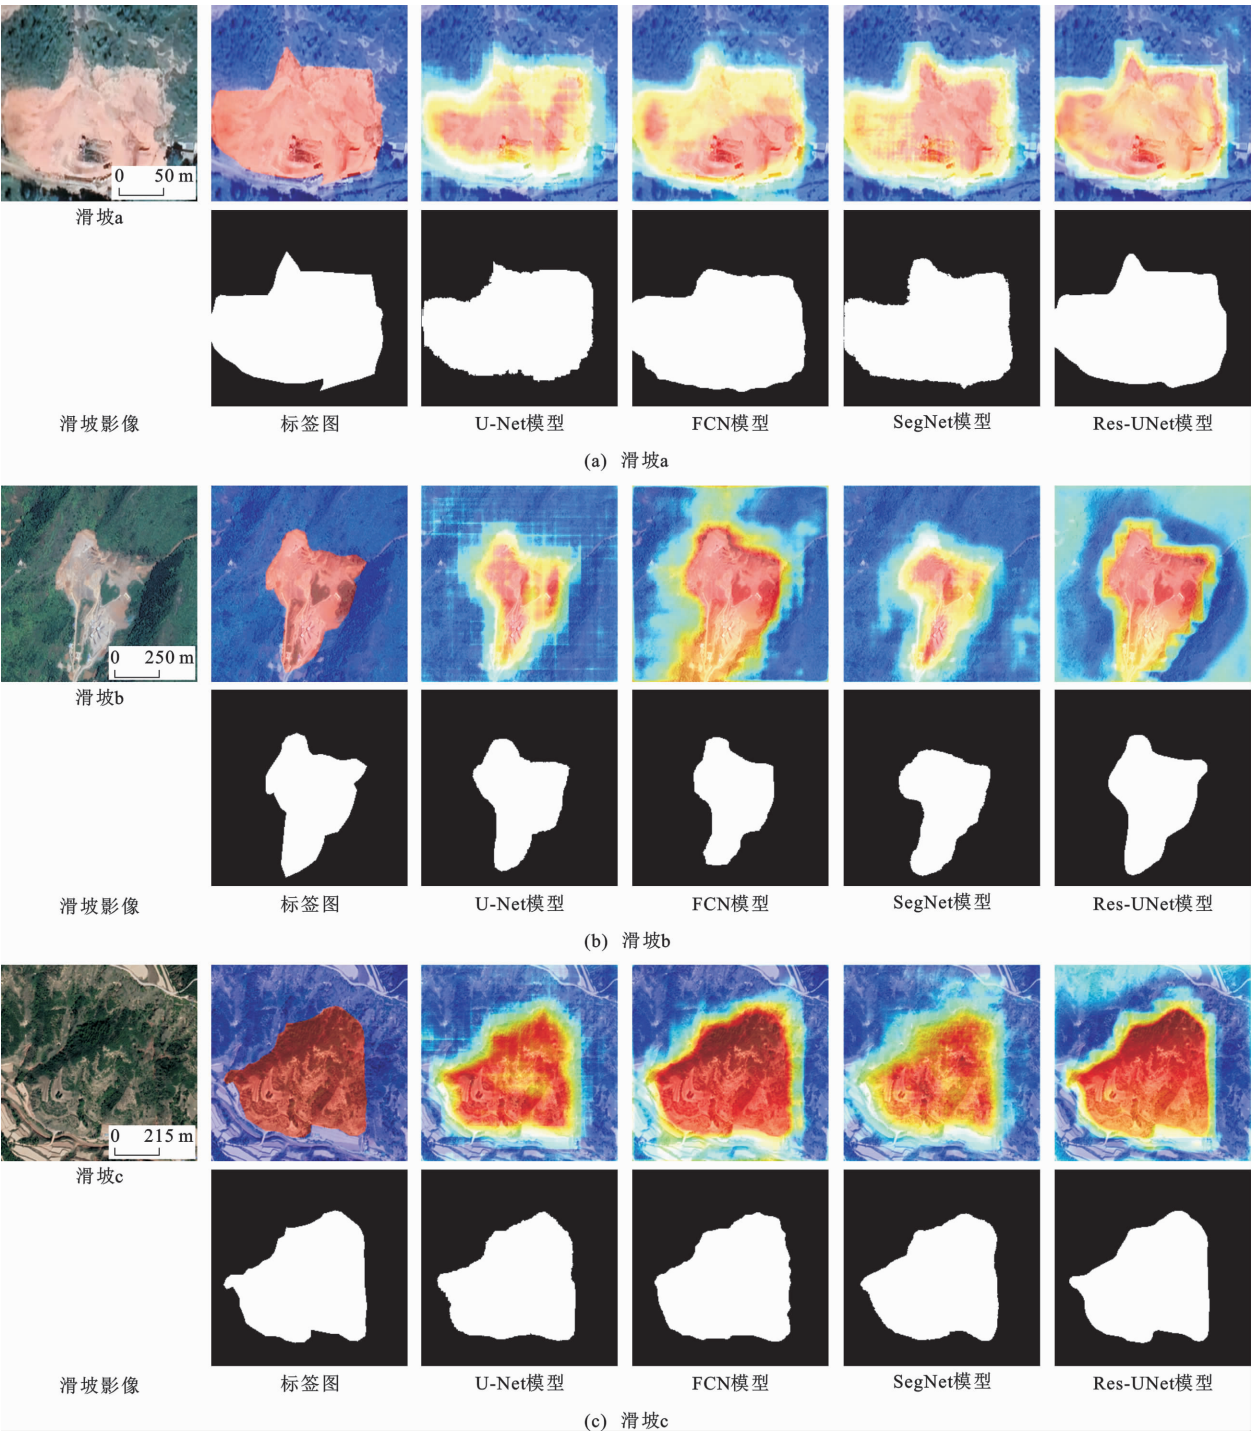 0 50 m
滑坡a
滑坡影像 标签图 U-Net模型 FCN模型 SegNet模型 Res-UNet模型
(a) 滑坡a
0 250 m
滑坡b
滑坡影像 标签图 U-Net模型 FCN模型 SegNet模型 Res-UNet模型
(b) 滑坡b
0 215 m
滑坡c
滑坡影像 标签图 U-Net模型 FCN模型 SegNet模型 Res-UNet模型
(c) 滑坡c